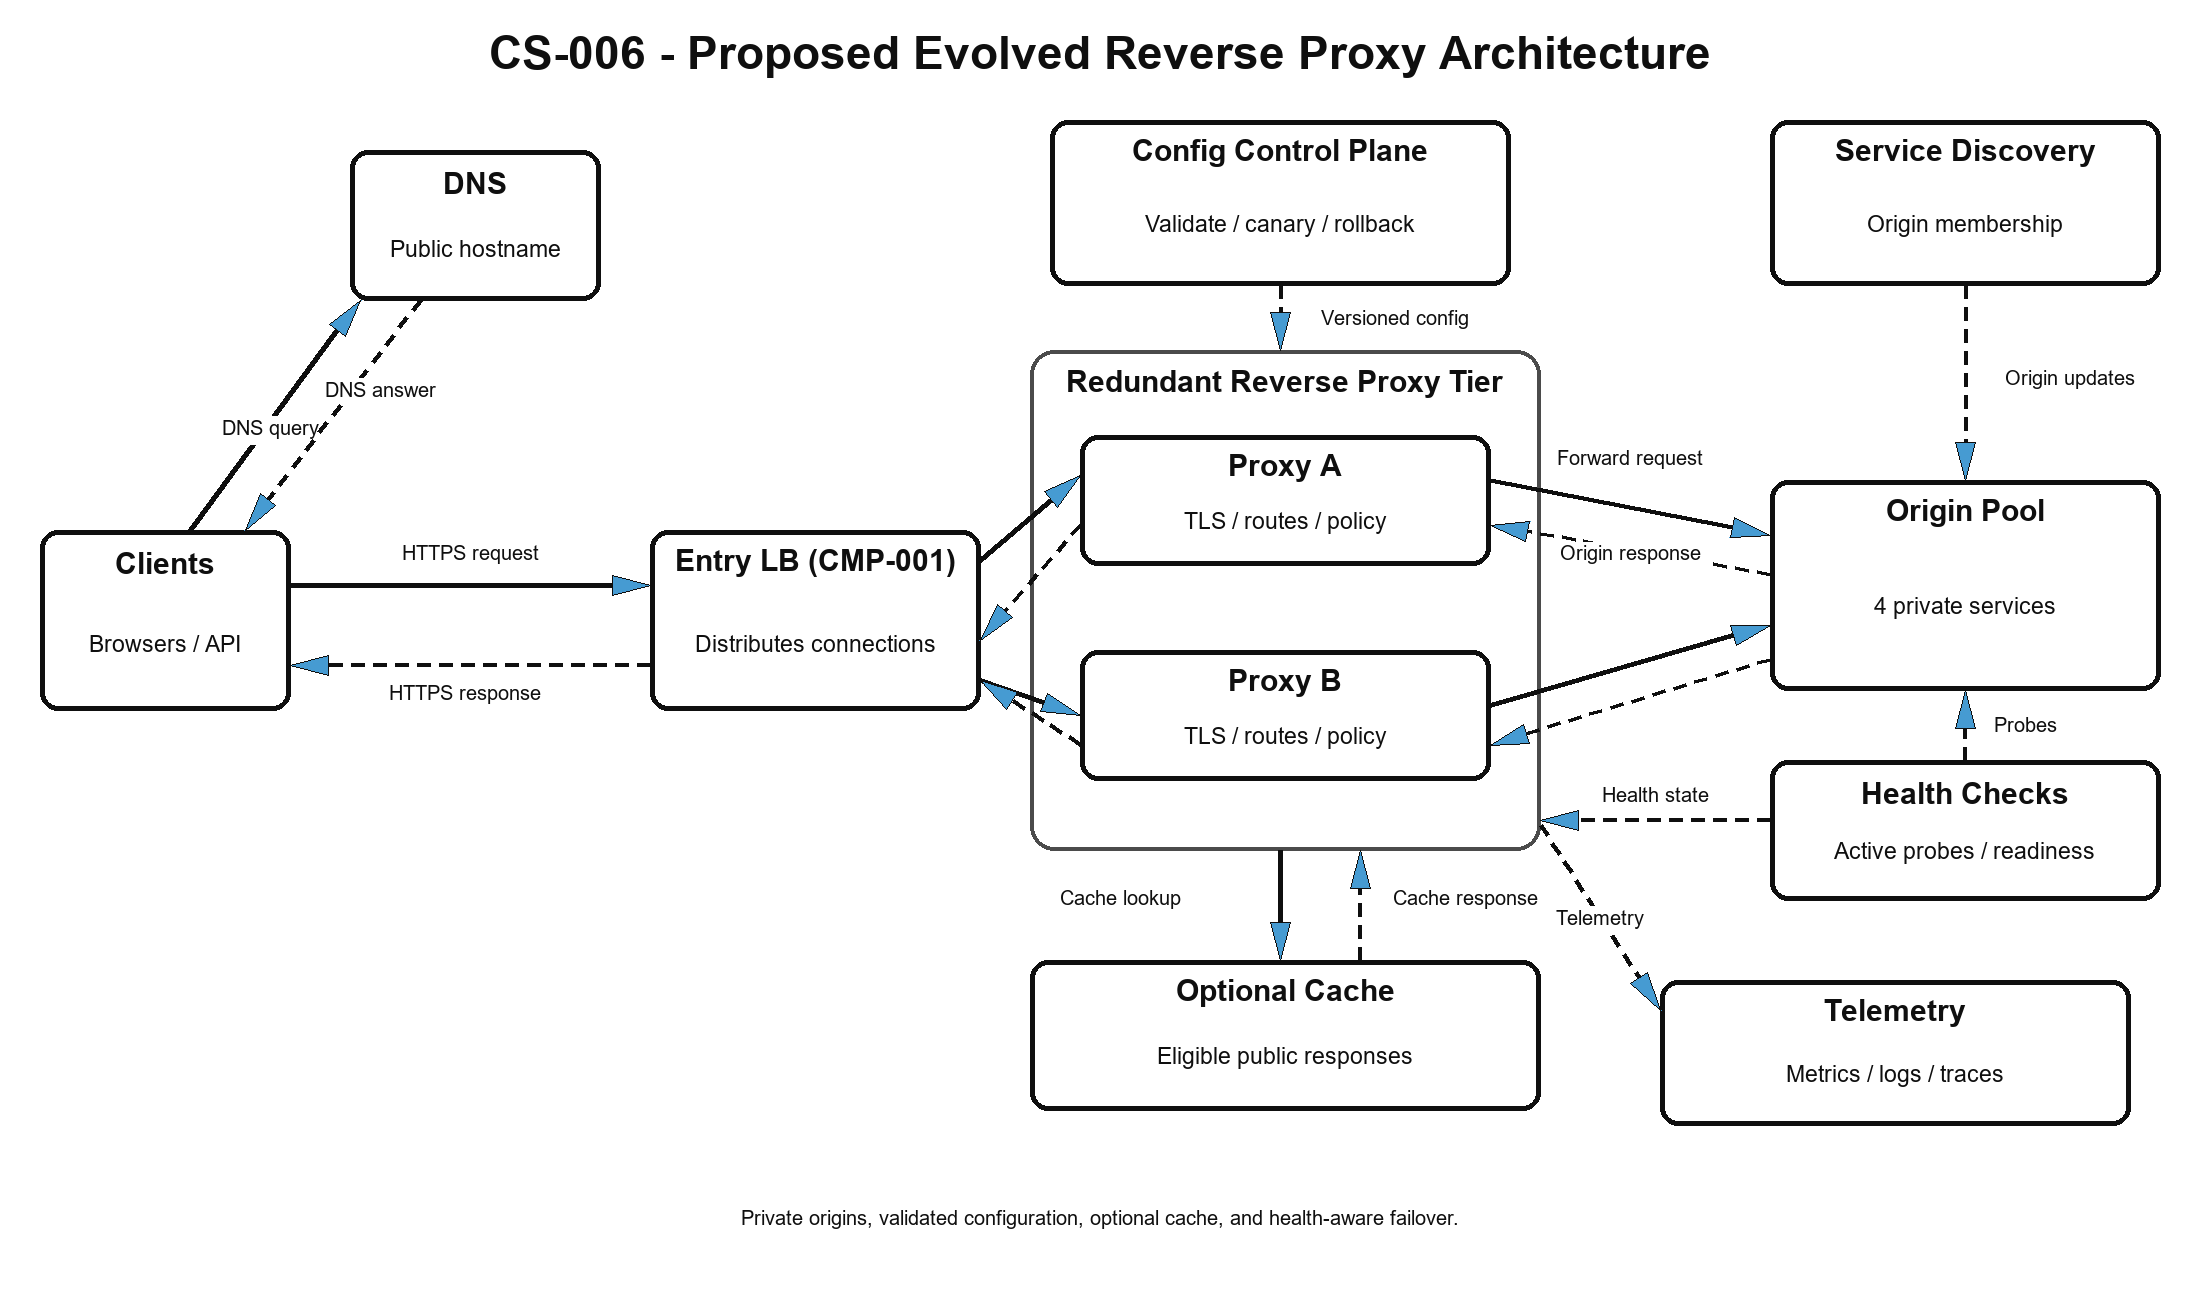 CS-006 - Proposed Evolved Reverse Proxy Architecture
DNS
Public hostname
Config Control Plane
Validate / canary / rollback
Service Discovery
Origin membership
Versioned config
DNS answer
DNS query
Origin updates
Redundant Reverse Proxy Tier
Proxy A
TLS / routes / policy
Forward request
Origin response
Origin Pool
4 private services
Clients
Browsers / API
HTTPS request
HTTPS response
Entry LB (CMP-001)
Distributes connections
Proxy B
TLS / routes / policy
Probes
Health state
Health Checks
Active probes / readiness
Cache lookup
Cache response
Telemetry
Optional Cache
Eligible public responses
Telemetry
Metrics / logs / traces
Private origins, validated configuration, optional cache, and health-aware failover.